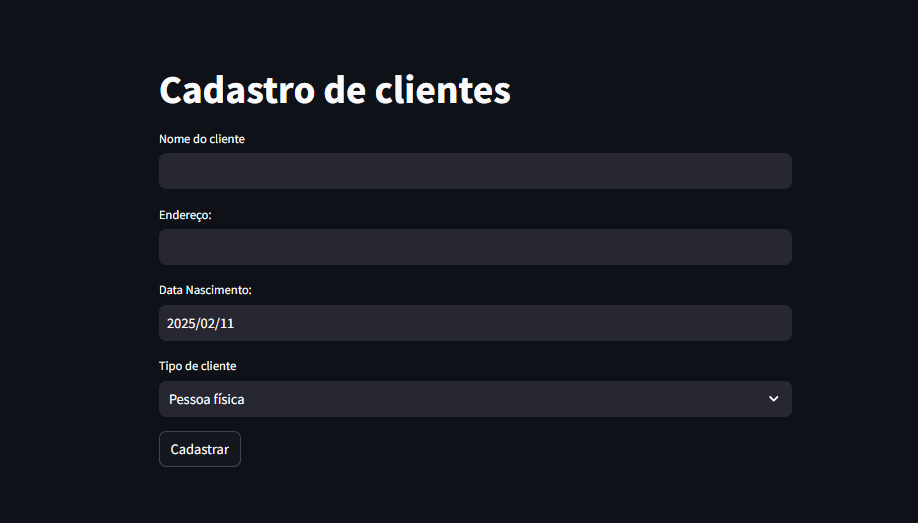 Cadastro de clientes
Nome do cliente
Endereço:
Data Nascimento:
2025/02/11
Tipo de cliente
Pessoa física
Cadastrar